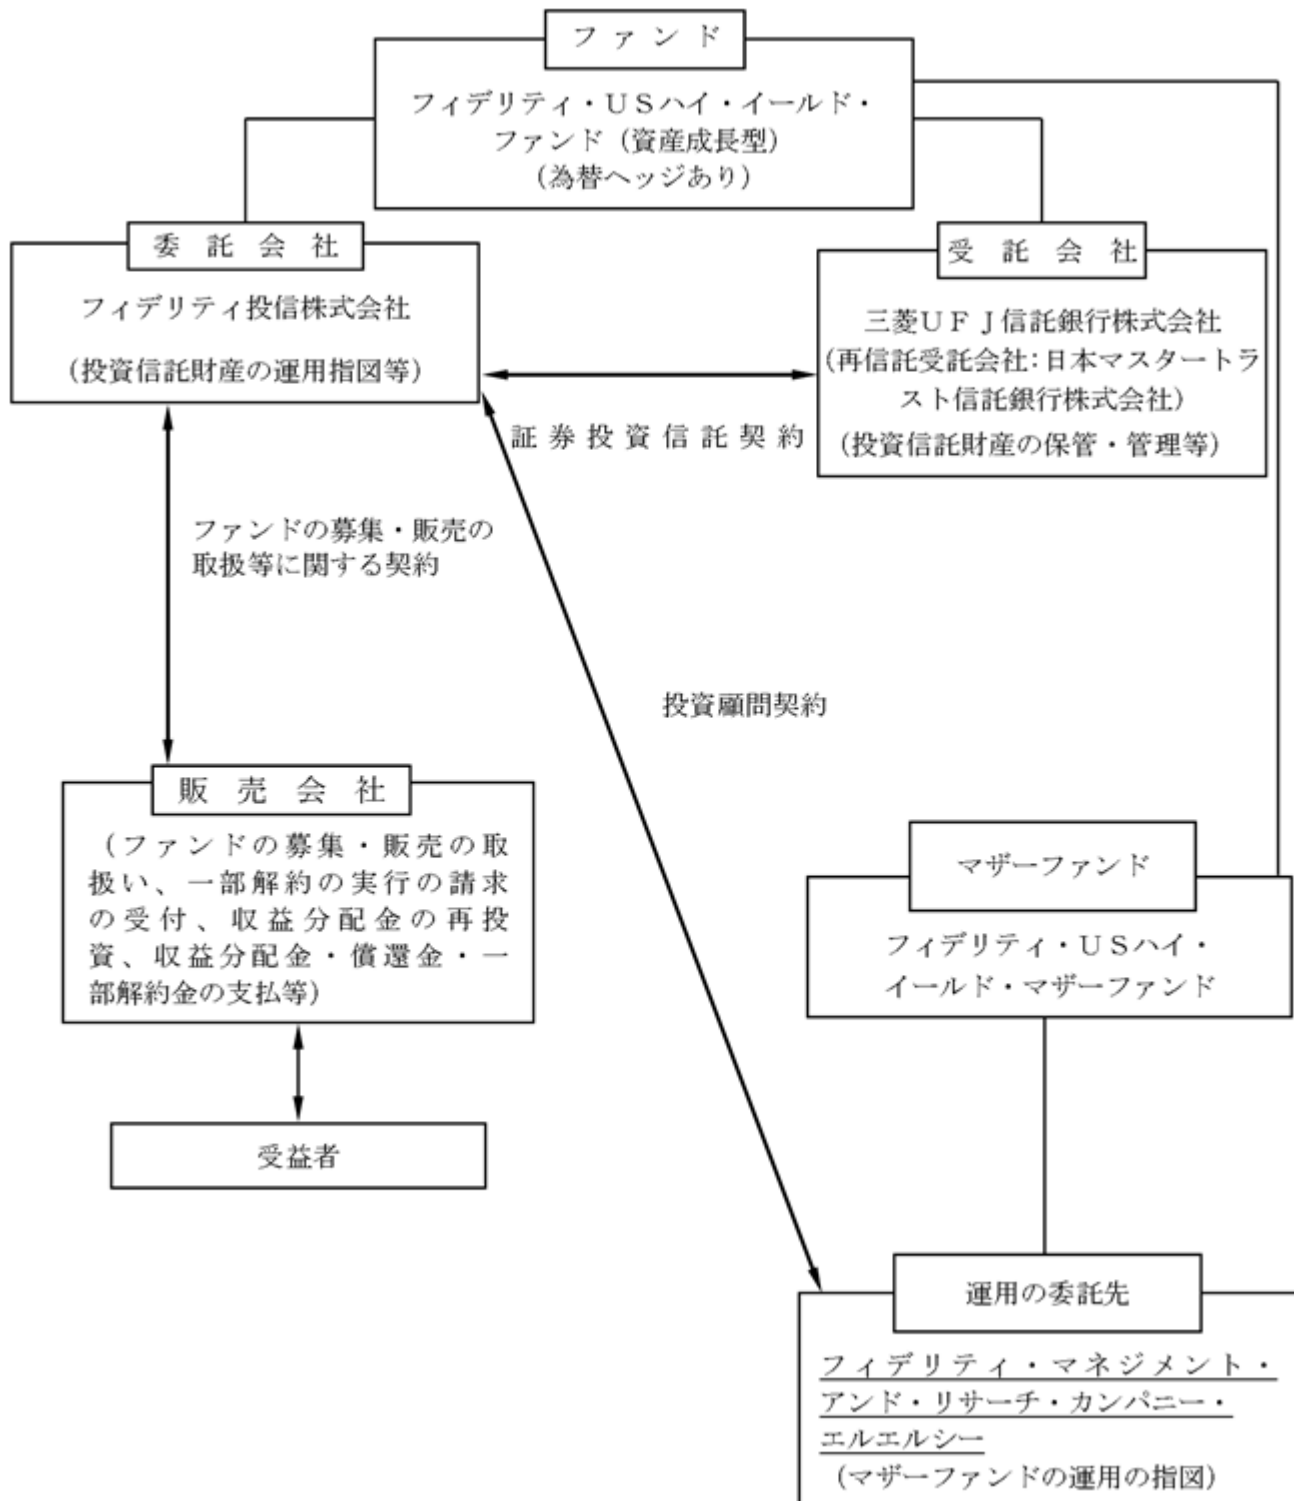 ファンド
フィデリティ・ＵＳハイ・イールド・
ファンド（資産成長型）
（為替ヘッジあり）
委託会社
フィデリティ投信株式会社
（投資信託財産の運用指図等）
受託会社
三菱ＵＦＪ信託銀行株式会社
（再信託受託会社：日本マスタートラ
スト信託銀行株式会社）
（投資信託財産の保管・管理等）
証券投資信託契約
ファンドの募集・販売の
取扱等に関する契約
投資顧問契約
販売会社
（ファンドの募集・販売の取
扱い、一部解約の実行の請求
の受付、収益分配金の再投
資、収益分配金・償還金・一
部解約金の支払等）
マザーファンド
フィデリティ・ＵＳハイ・
イールド・マザーファンド
受益者
運用の委託先
フィデリティ・マネジメント・
アンド・リサーチ・カンパニー・
エルエルシー
（マザーファンドの運用の指図）